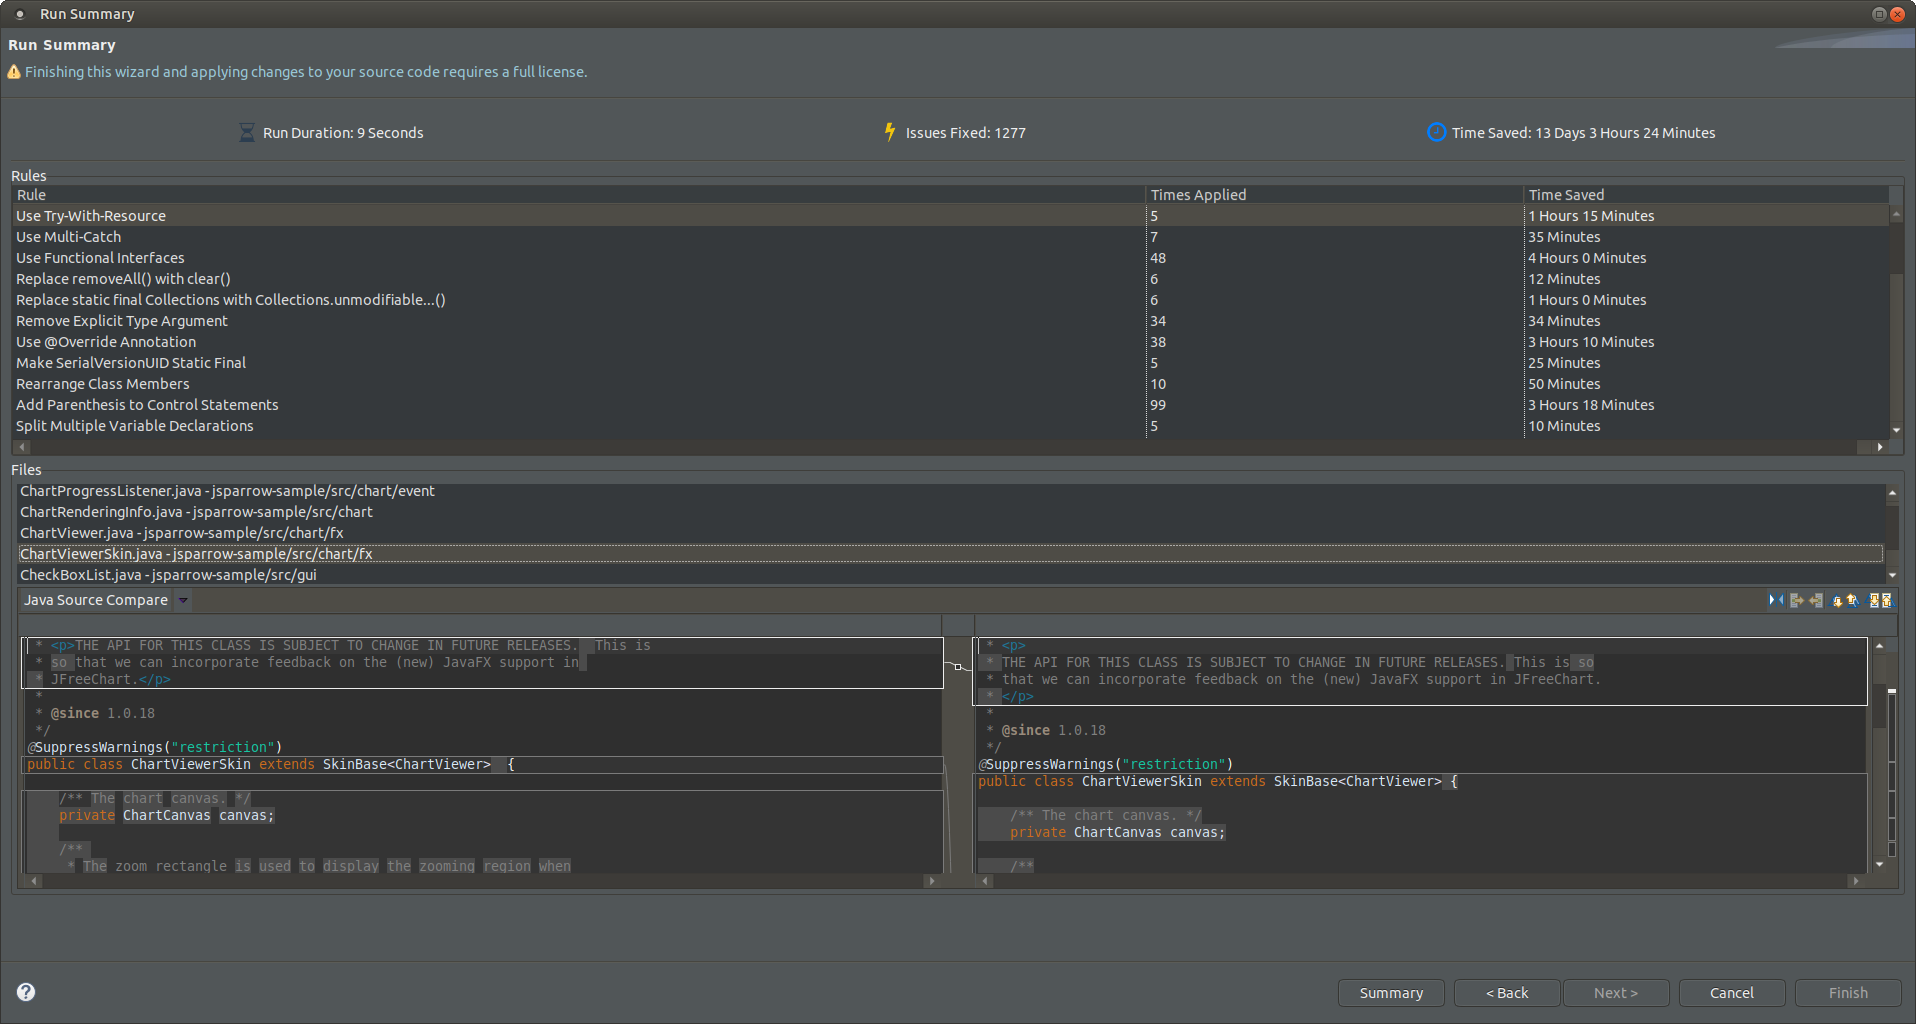 Run Summary
Run Summary
Finishing this wizard and applying changes to your source code requires a full license.
Run Duration: 9 Seconds
Issues Fixed: 1277
Time Saved: 13 Days 3 Hours 24 Minutes
Rules
Rule Times Applied Time Saved
Use Try-With-Resource 5 1 Hours 15 Minutes
Use Multi-Catch 7 35 Minutes
Use Functional Interfaces 48 4 Hours 0 Minutes
Replace removeAll() with clear() 6 12 Minutes
Replace static final Collections with Collections.unmodifiable...() 6 1 Hours 0 Minutes
Remove Explicit Type Argument 34 34 Minutes
Use @Override Annotation 38 3 Hours 10 Minutes
Make SerialVersionUID Static Final 5 25 Minutes
Rearrange Class Members 10 50 Minutes
Add Parenthesis to Control Statements 99 3 Hours 18 Minutes
Split Multiple Variable Declarations 5 10 Minutes
Files
ChartProgressListener.java - jsparrow-sample/src/chart/event
ChartRenderingInfo.java - jsparrow-sample/src/chart
ChartViewer.java - jsparrow-sample/src/chart/fx
ChartViewerSkin.java - jsparrow-sample/src/chart/fx
CheckBoxList.java - jsparrow-sample/src/gui
Java Source Compare
* <p>THE API FOR THIS CLASS IS SUBJECT TO CHANGE IN FUTURE RELEASES.  This is
* so that we can incorporate feedback on the (new) JavaFX support in
* JFreeChart.</p>
*
* @since 1.0.18
*/
@SuppressWarnings("restriction")
public class ChartViewerSkin extends SkinBase<ChartViewer>  {
/** The chart canvas. */
private ChartCanvas canvas;
/**
* The zoom rectangle is used to display the zooming region when
* <p>
* THE API FOR THIS CLASS IS SUBJECT TO CHANGE IN FUTURE RELEASES. This is so
* that we can incorporate feedback on the (new) JavaFX support in JFreeChart.
* </p>
*
* @since 1.0.18
*/
@SuppressWarnings("restriction")
public class ChartViewerSkin extends SkinBase<ChartViewer> {
/** The chart canvas. */
private ChartCanvas canvas;
/**
?
Summary
< Back
Next >
Cancel
Finish